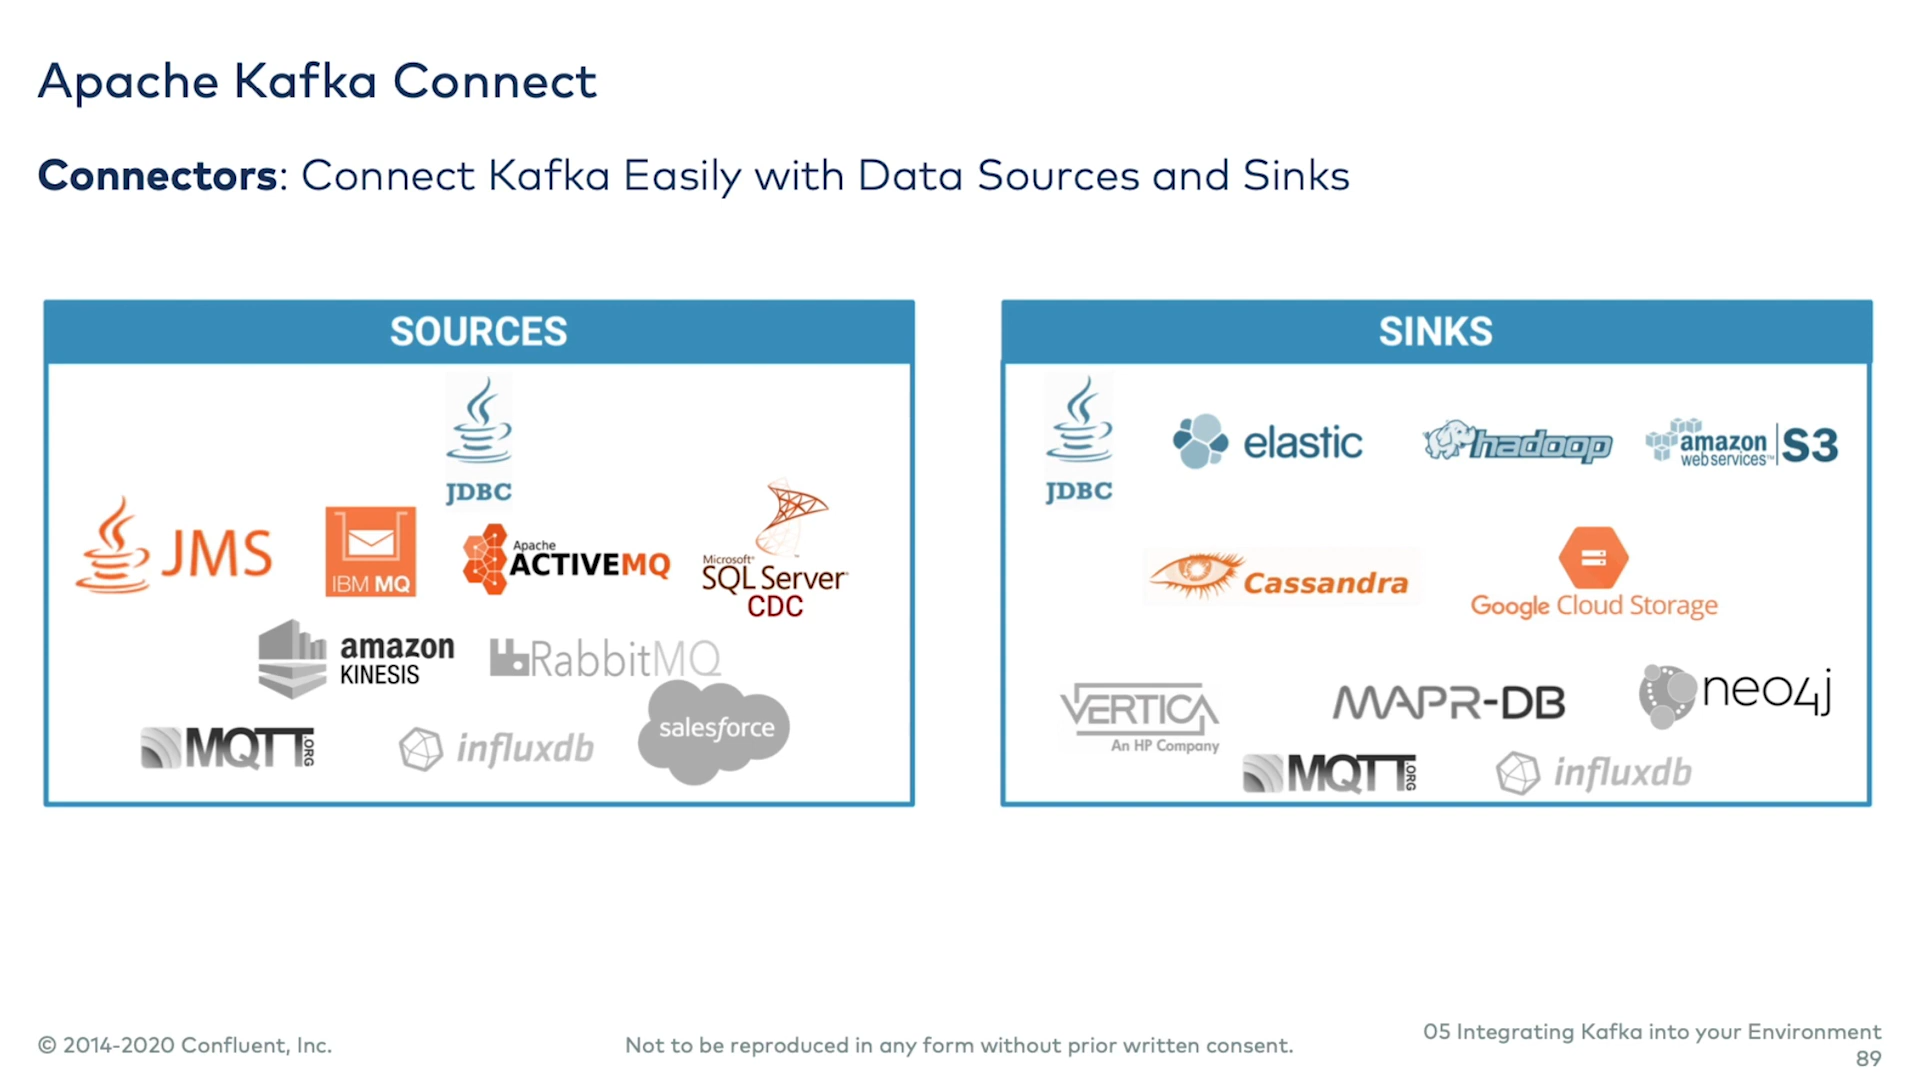 Apache Kafka Connect
Connectors: Connect Kafka Easily with Data Sources and Sinks
SOURCES
JDBC
JMS
IBM MQ
Apache
ACTIVEMQ
Microsoft®
SQL Server®
CDC
amazon
KINESIS
RabbitMQ
MQTT.ORG
influxdb
salesforce
SINKS
JDBC
elastic
hadoop
amazon
web services™
S3
Cassandra
Google Cloud Storage
VERTICA
An HP Company
MAPR-DB
neo4j
MQTT.ORG
influxdb
© 2014-2020 Confluent, Inc.
Not to be reproduced in any form without prior written consent.
05 Integrating Kafka into your Environment
89